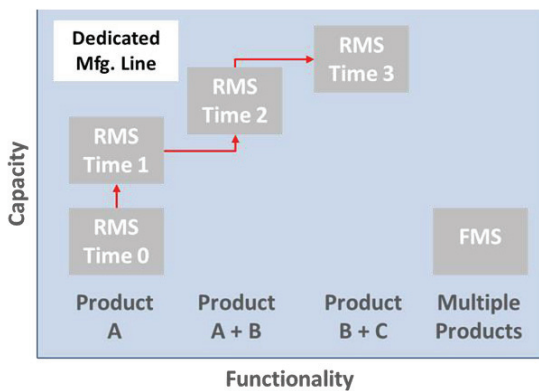 Dedicated
Mfg. Line
RMS
Time 3
RMS
Time 2
RMS
Time 1
RMS
Time 0
FMS
Product
A
Product
A + B
Product
B + C
Multiple
Products
Capacity
Functionality